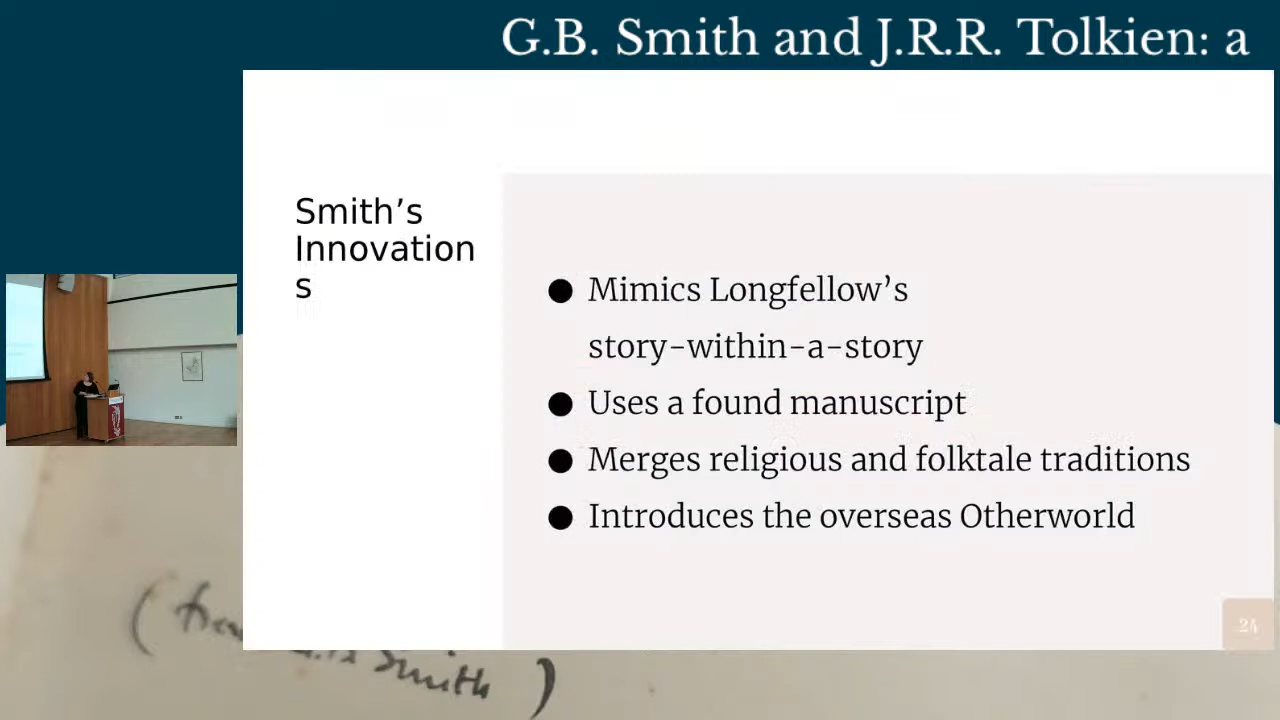 G.B. Smith and J.R.R. Tolkien: a
Smith’s
Innovation
s
● Mimics Longfellow’s
story-within-a-story
● Uses a found manuscript
● Merges religious and folktale traditions
● Introduces the overseas Otherworld
24
Smith )